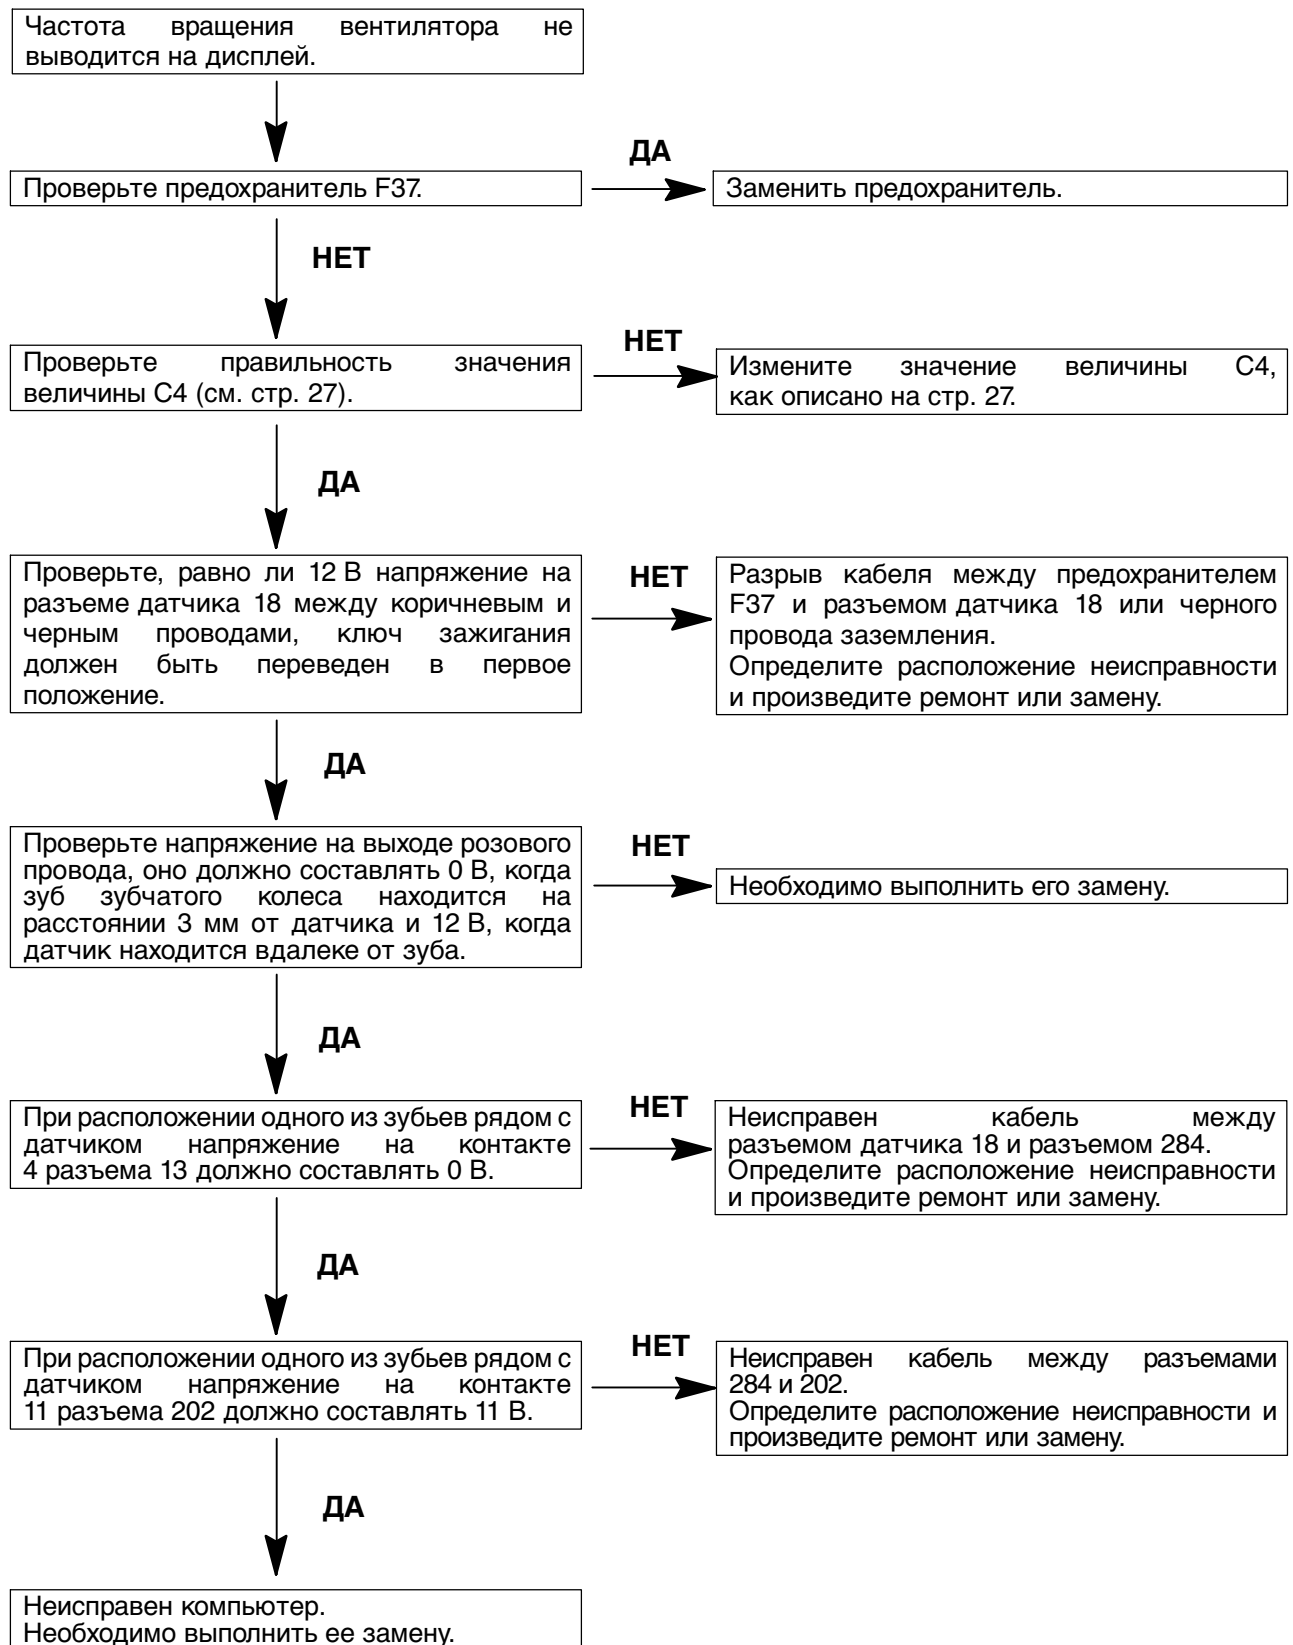 Частота вращения вентилятора не
выводится на дисплей.
ДА
Проверьте предохранитель F37.
Заменить предохранитель.
НЕТ
НЕТ
Проверьте правильность значения
величины C4 (см. стр. 27).
Измените значение величины C4,
как описано на стр. 27.
ДА
Проверьте, равно ли 12 В напряжение на
разъеме датчика 18 между коричневым и
черным проводами, ключ зажигания
должен быть переведен в первое
положение.
НЕТ
Разрыв кабеля между предохранителем
F37 и разъемом датчика 18 или черного
провода заземления.
Определите расположение неисправности
и произведите ремонт или замену.
ДА
Проверьте напряжение на выходе розового
провода, оно должно составлять 0 В, когда
зуб зубчатого колеса находится на
расстоянии 3 мм от датчика и 12 В, когда
датчик находится вдалеке от зуба.
НЕТ
Необходимо выполнить его замену.
ДА
При расположении одного из зубьев рядом с
датчиком напряжение на контакте
4 разъема 13 должно составлять 0 В.
НЕТ
Неисправен кабель между
разъемом датчика 18 и разъемом 284.
Определите расположение неисправности
и произведите ремонт или замену.
ДА
При расположении одного из зубьев рядом с
датчиком напряжение на контакте
11 разъема 202 должно составлять 11 В.
НЕТ
Неисправен кабель между разъемами
284 и 202.
Определите расположение неисправности и
произведите ремонт или замену.
ДА
Неисправен компьютер.
Необходимо выполнить ее замену.